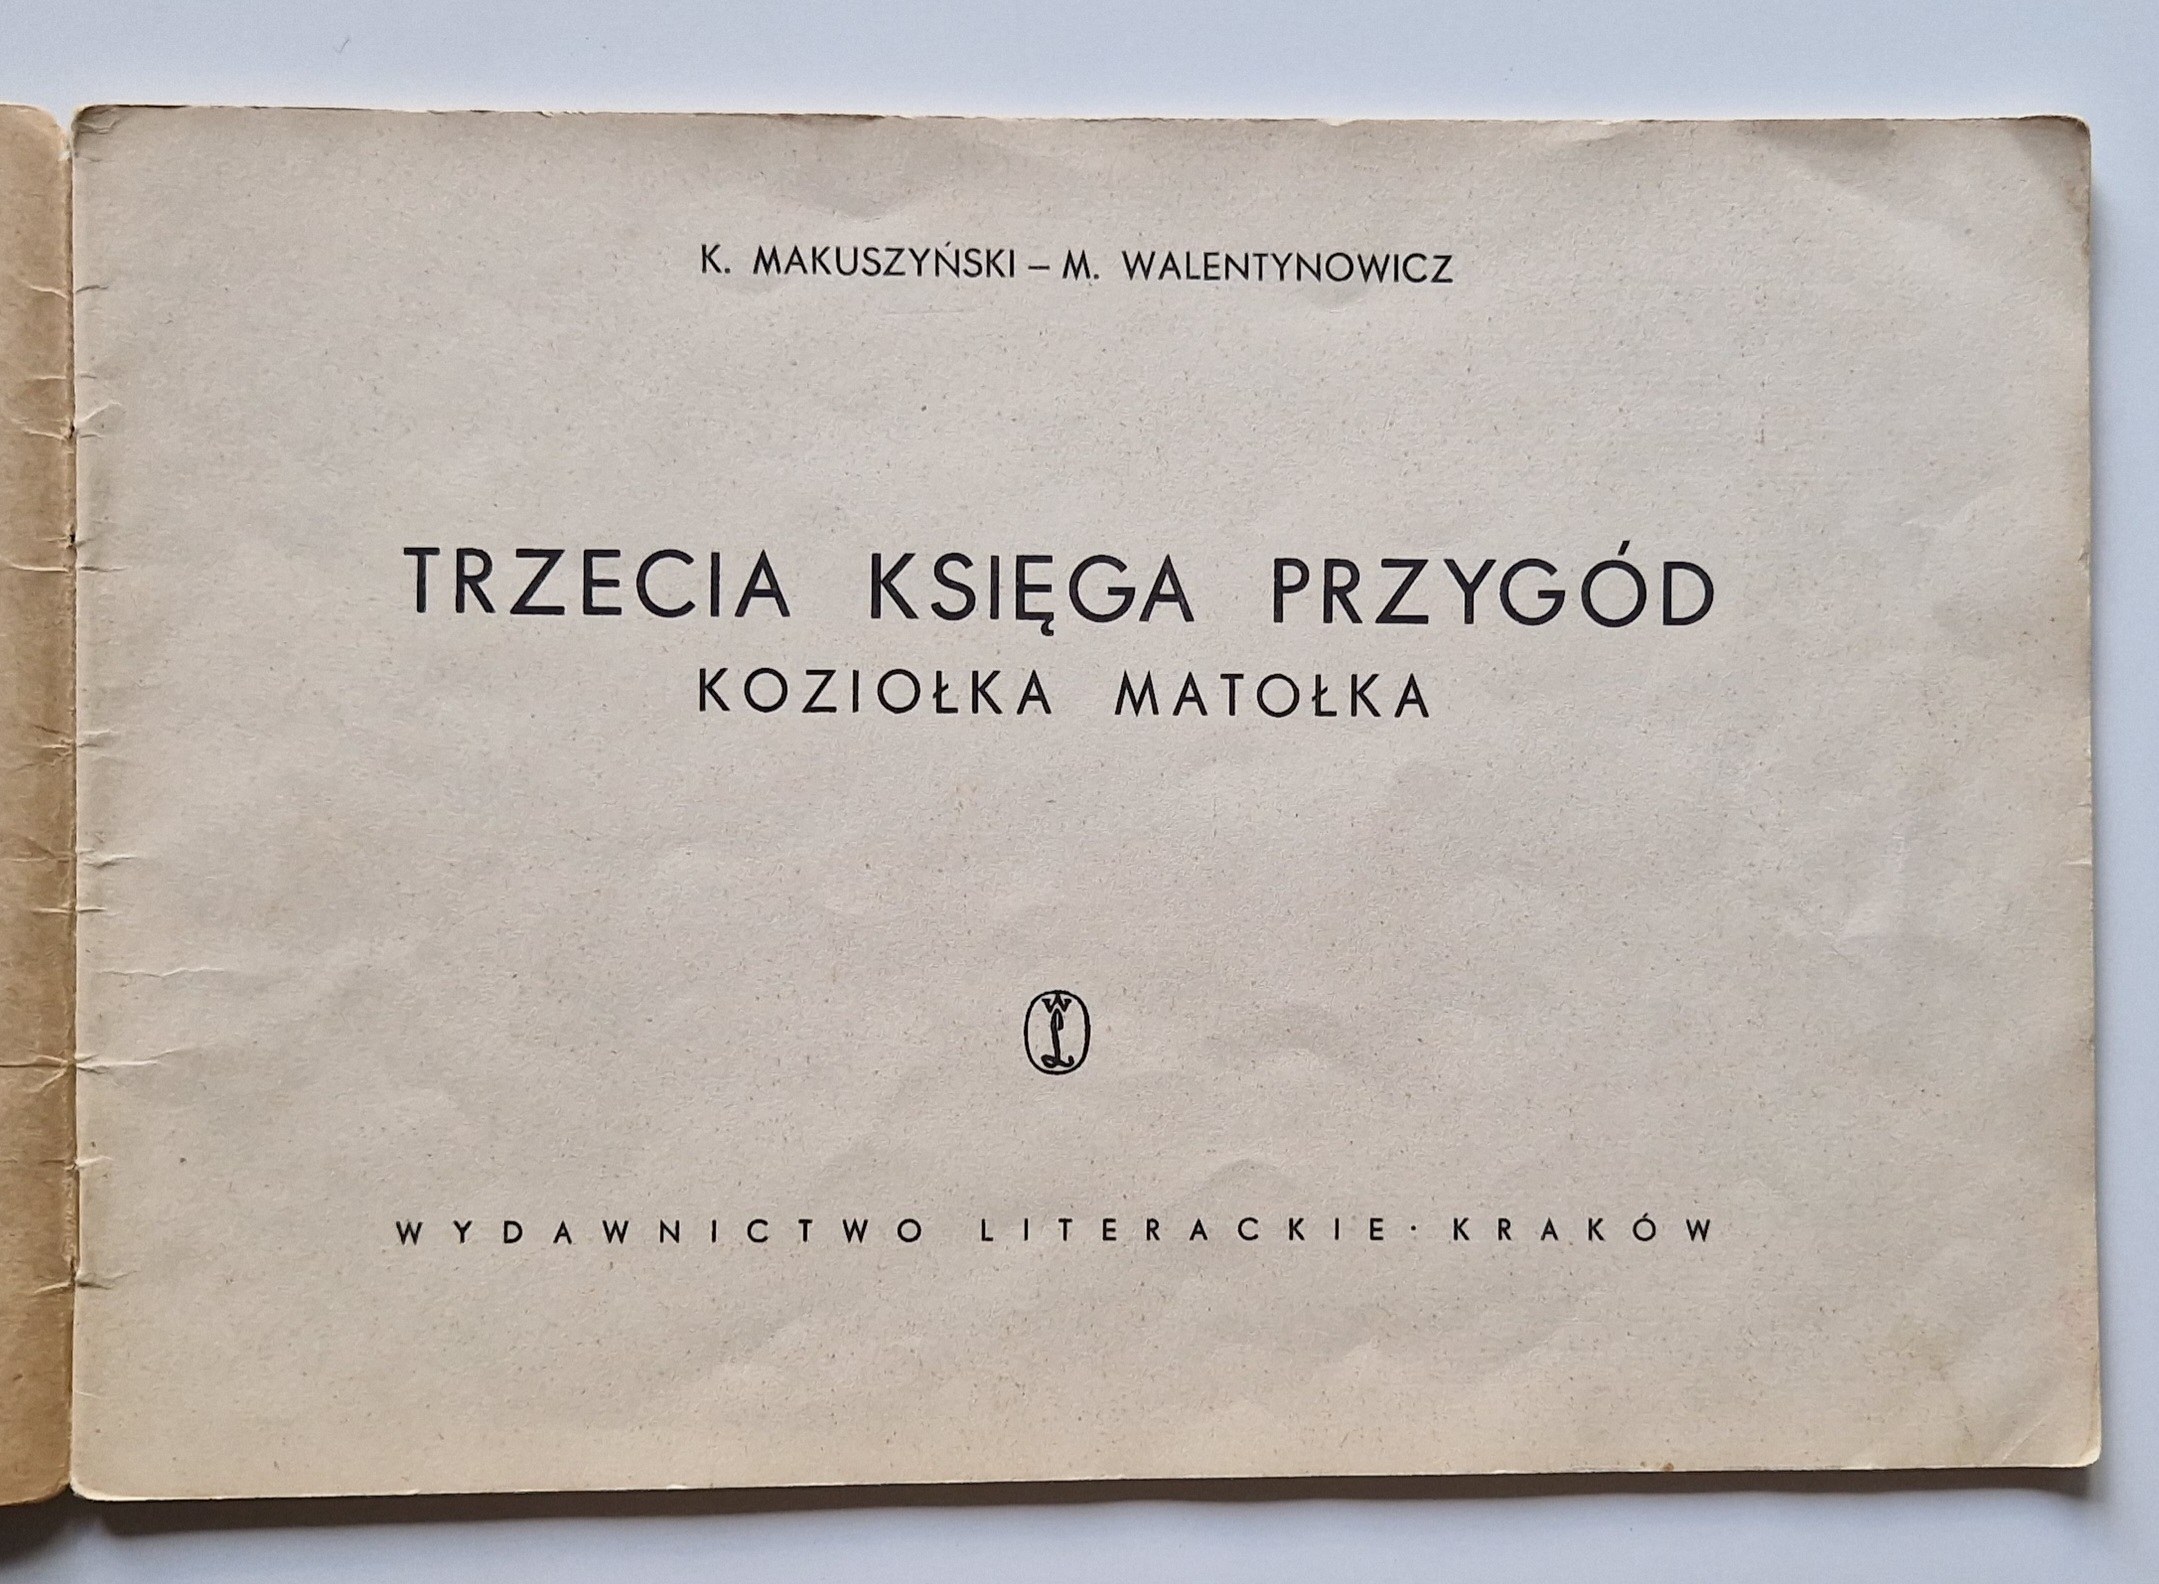 K. MAKUSZYŃSKI – M. WALENTYNOWICZ
TRZECIA KSIĘGA PRZYGÓD
KOZIOŁKA MATOŁKA
W
L
WYDAWNICTWO LITERACKIE · KRAKÓW